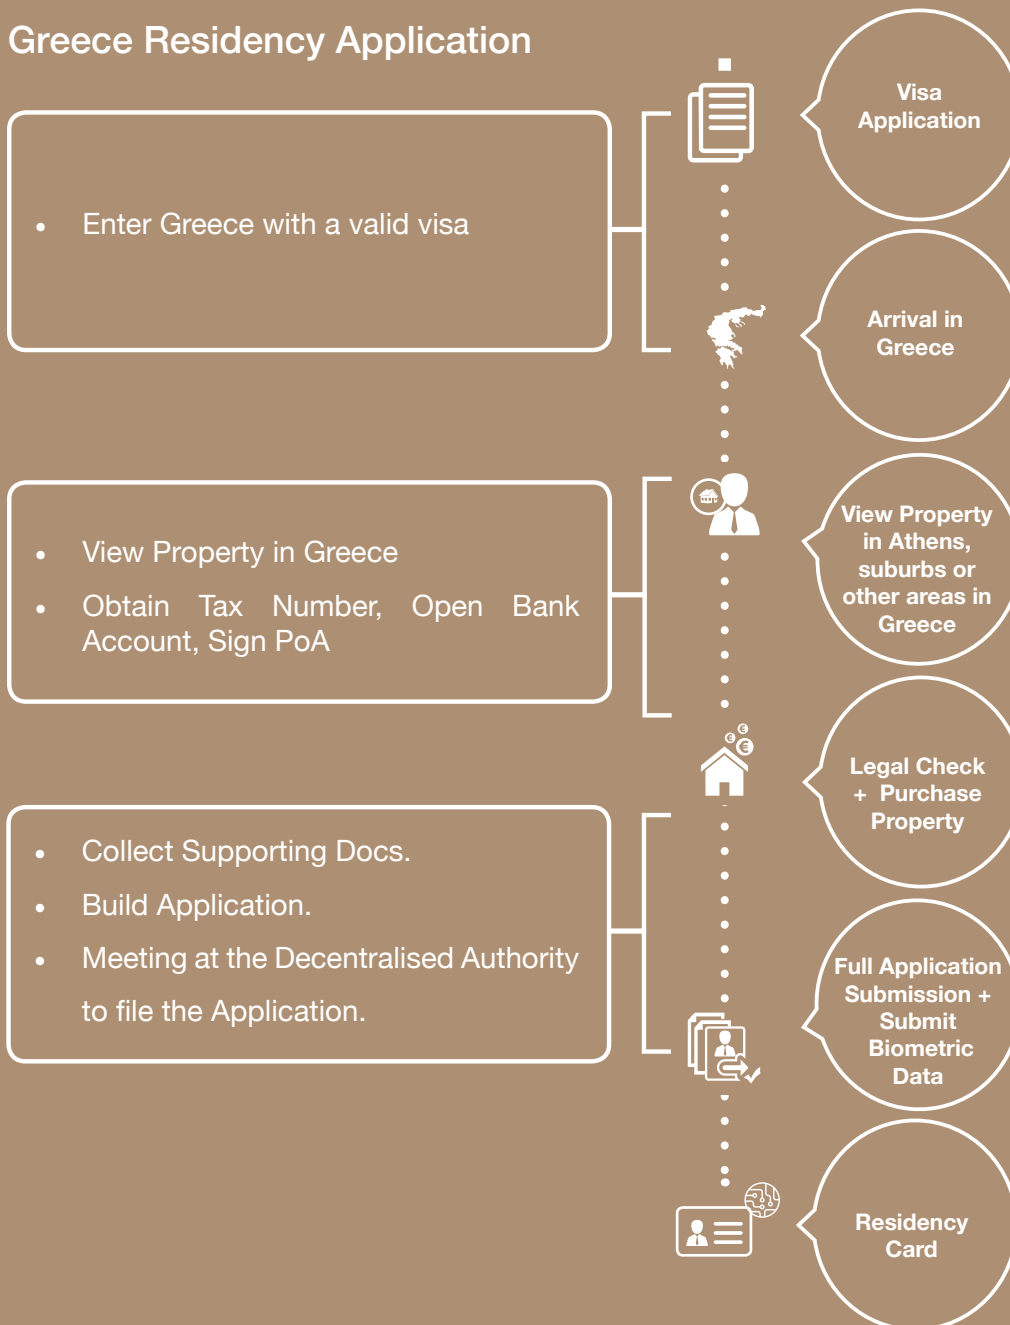 Greece Residency Application
Visa
Application
• Enter Greece with a valid visa
Arrival in
Greece
• View Property in Greece
• Obtain Tax Number, Open Bank
Account, Sign PoA
View Property
in Athens,
suburbs or
other areas in
Greece
Legal Check
+ Purchase
Property
• Collect Supporting Docs.
• Build Application.
• Meeting at the Decentralised Authority
to file the Application.
Full Application
Submission +
Submit
Biometric
Data
Residency
Card